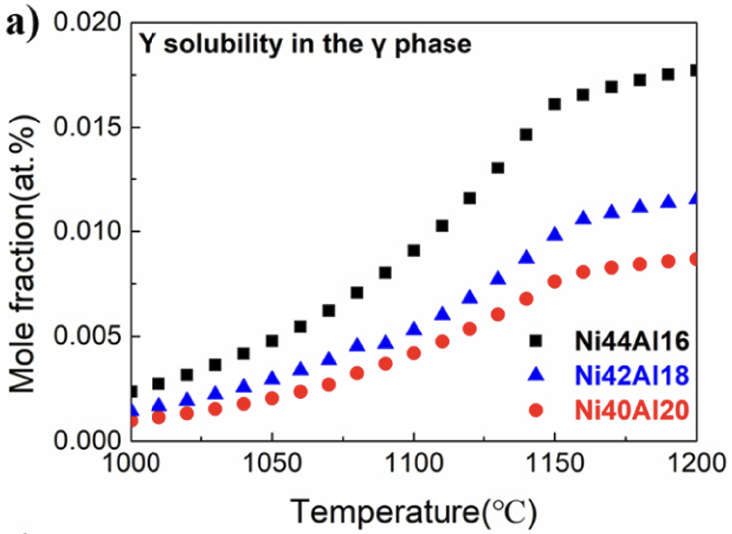 a)
Y solubility in the γ phase
Mole fraction(at.%)
0.020
0.015
0.010
0.005
0.000
Ni44Al16
Ni42Al18
Ni40Al20
1000 1050 1100 1150 1200
Temperature(℃)